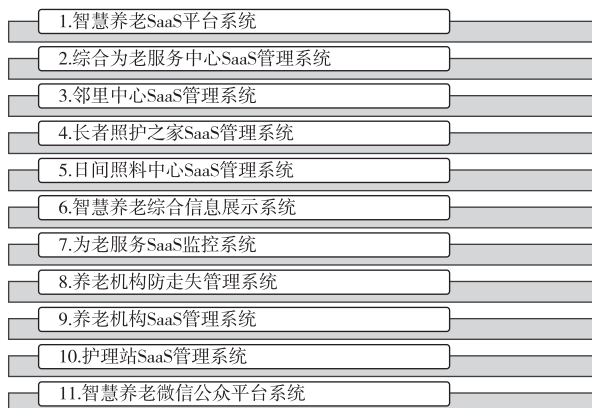 1.智慧养老SaaS平台系统
2.综合为老服务中心SaaS管理系统
3.邻里中心SaaS管理系统
4.长者照护之家SaaS管理系统
5.日间照料中心SaaS管理系统
6.智慧养老综合信息展示系统
7.为老服务SaaS监控系统
8.养老机构防走失管理系统
9.养老机构SaaS管理系统
10.护理站SaaS管理系统
11.智慧养老微信公众平台系统